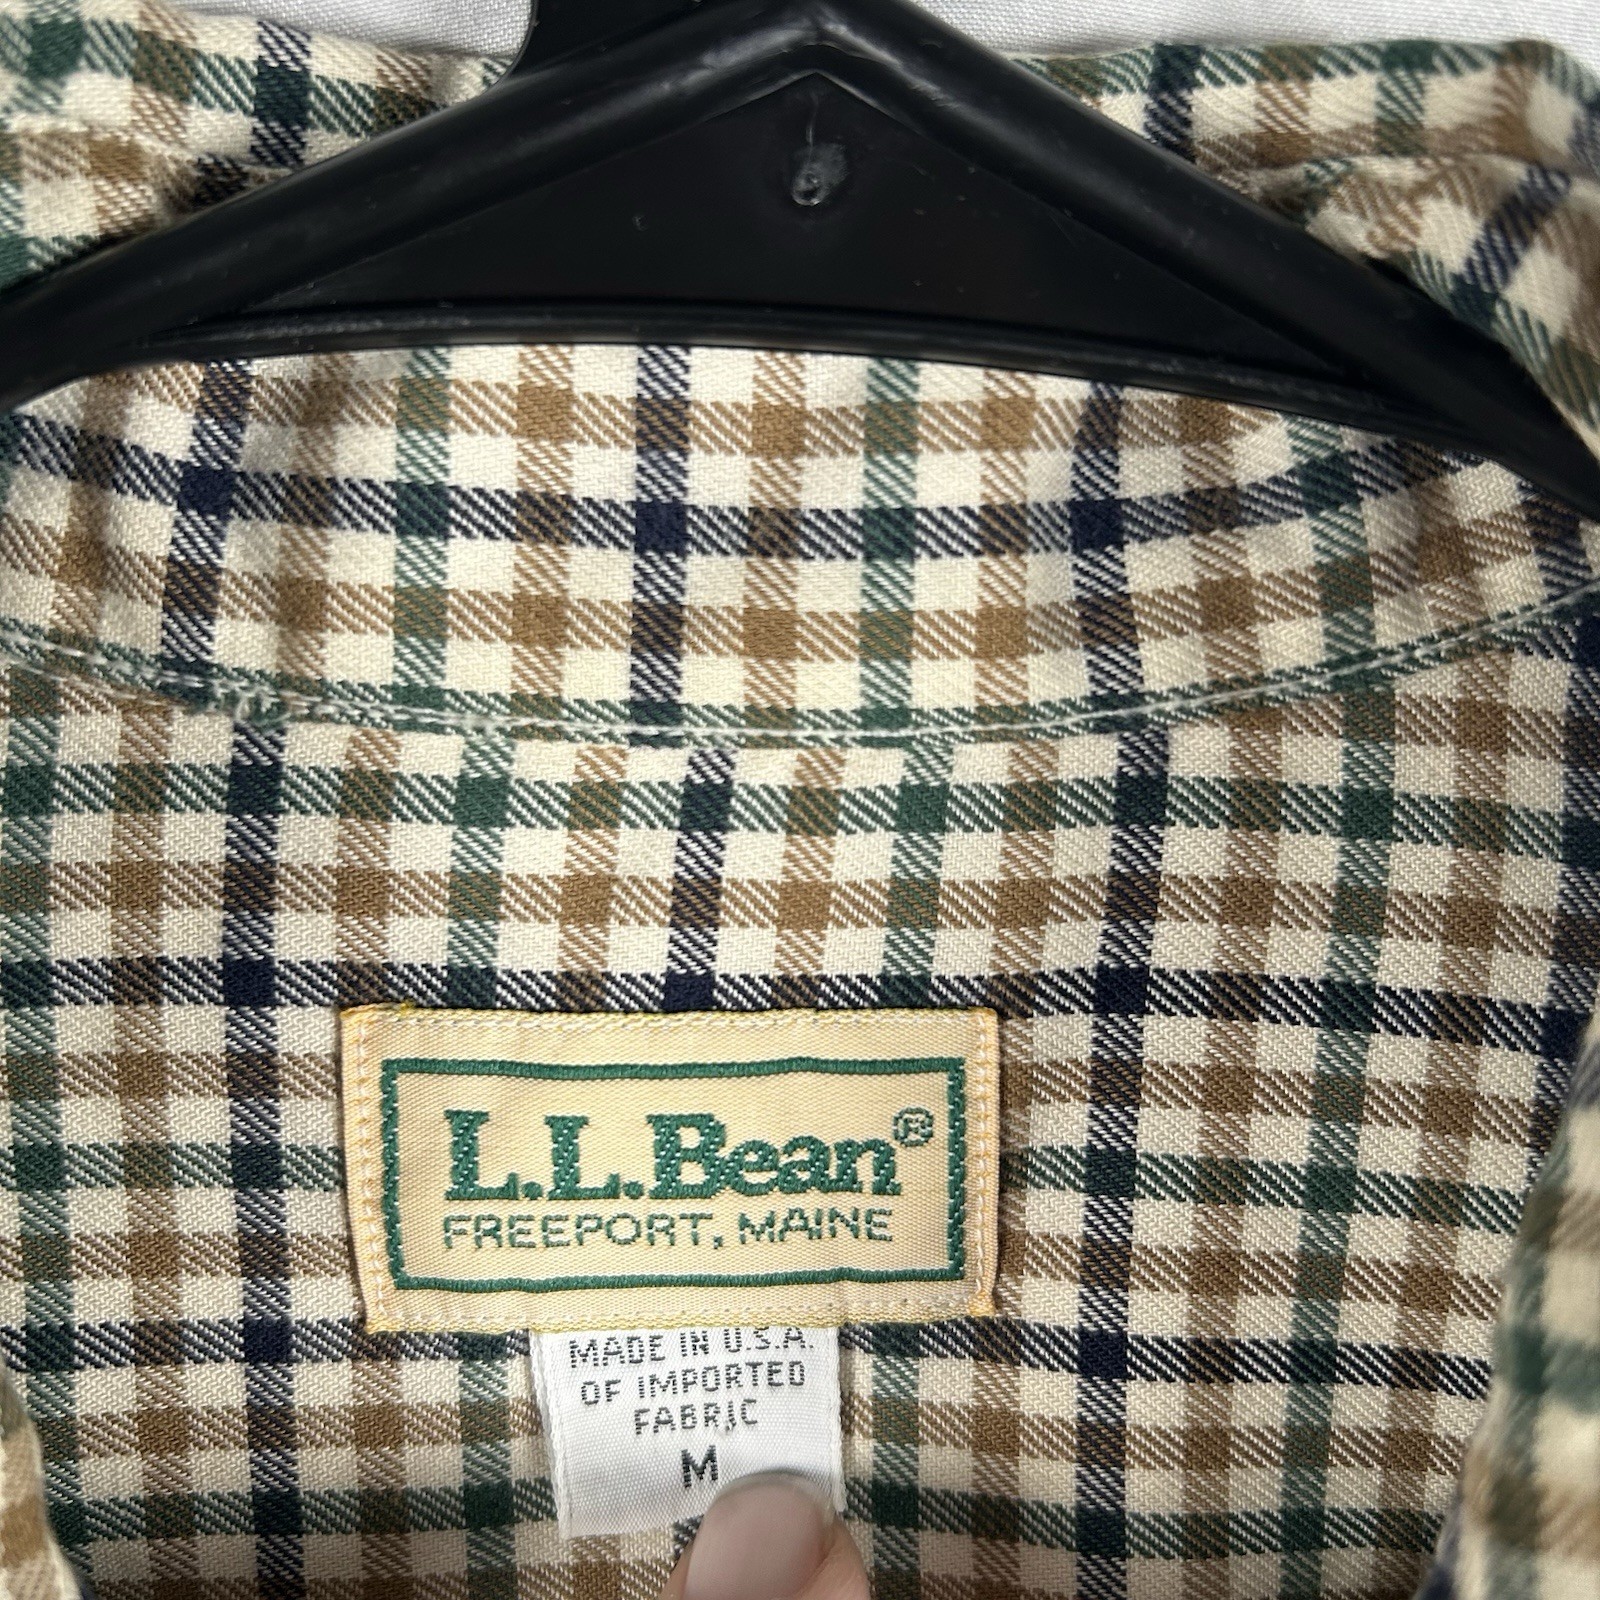 L.L.Bean®
FREEPORT, MAINE
MADE IN U.S.A.
OF IMPORTED
FABRIC
M